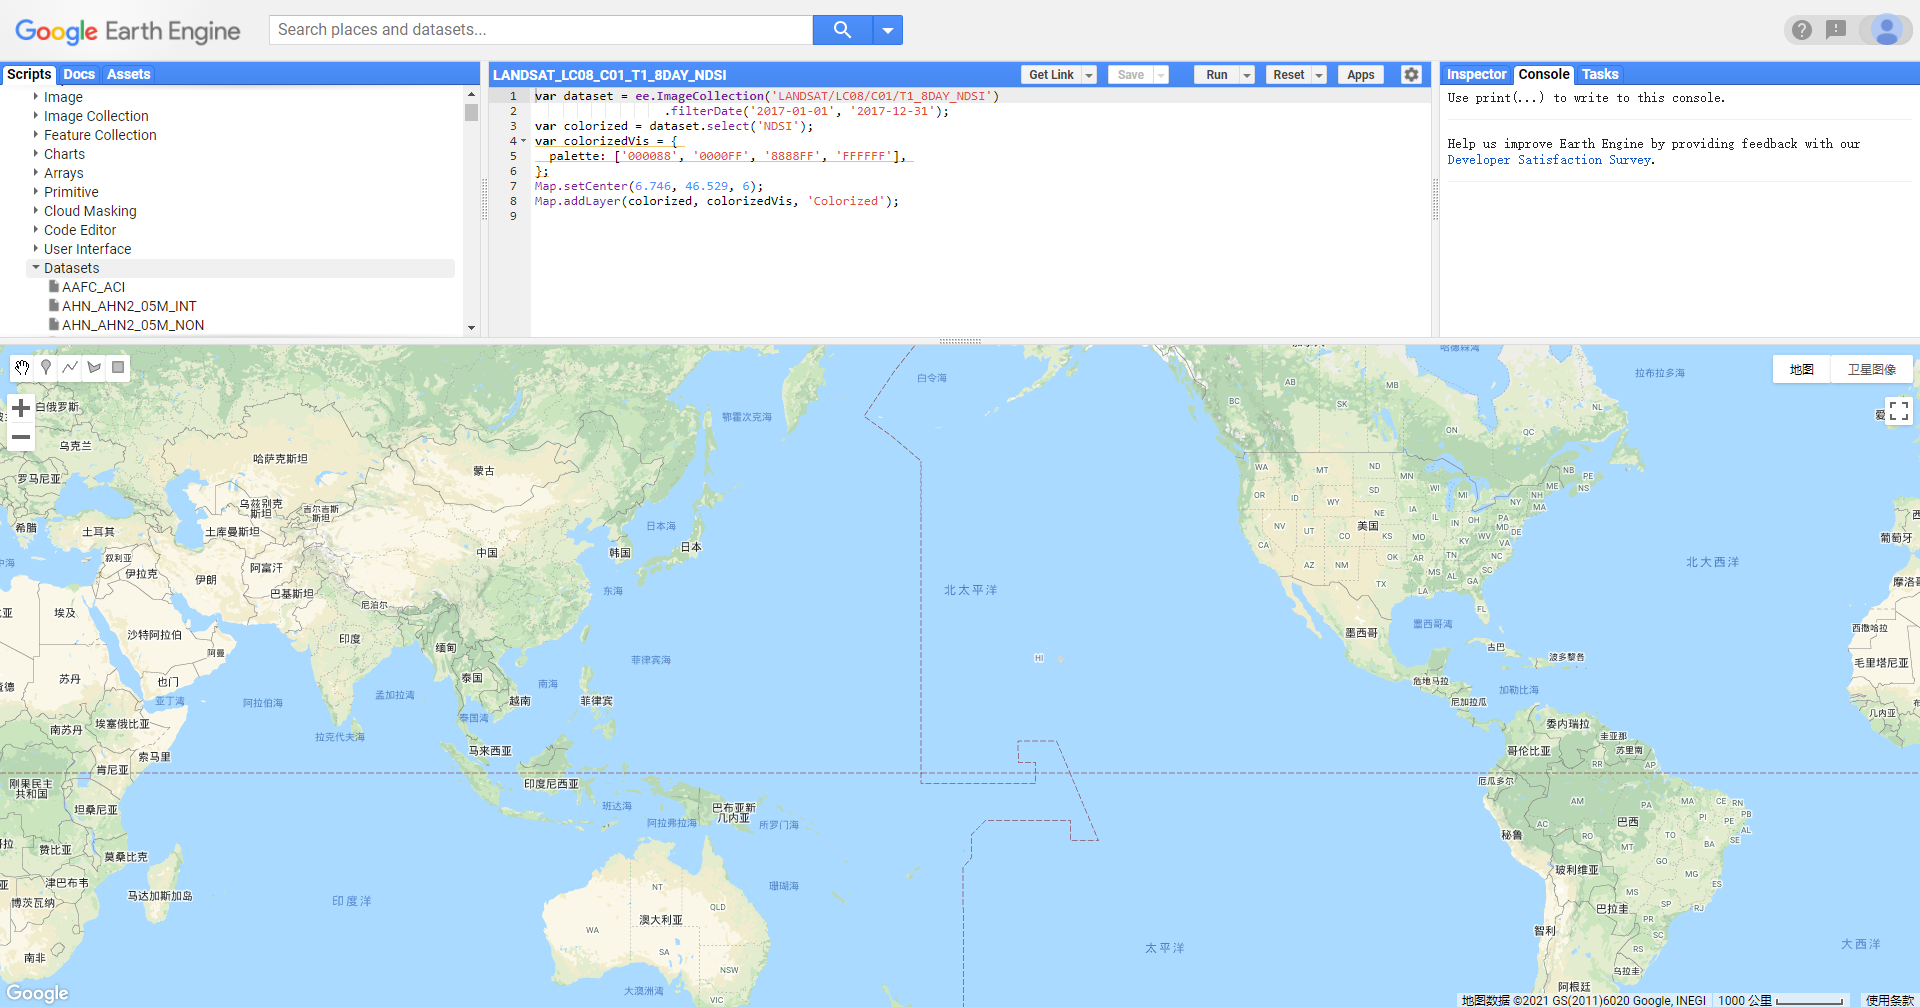 Google Earth Engine
Search places and datasets...
Scripts Docs Assets
Image
Image Collection
Feature Collection
Charts
Arrays
Primitive
Cloud Masking
Code Editor
User Interface
Datasets
AAFC_ACI
AHN_AHN2_05M_INT
AHN_AHN2_05M_NON
LANDSAT_LC08_C01_T1_8DAY_NDSI
Get Link Save Run Reset Apps
1 var dataset = ee.ImageCollection('LANDSAT/LC08/C01/T1_8DAY_NDSI')
2 .filterDate('2017-01-01', '2017-12-31');
3 var colorized = dataset.select('NDSI');
4 var colorizedVis = {
5 palette: ['000088', '0000FF', '8888FF', 'FFFFFF'],
6 };
7 Map.setCenter(6.746, 46.529, 6);
8 Map.addLayer(colorized, colorizedVis, 'Colorized');
9
Inspector Console Tasks
Use print(...) to write to this console.
Help us improve Earth Engine by providing feedback with our
Developer Satisfaction Survey.
地图 卫星图像
白令海
拉布拉多海
鄂霍次克海
白俄罗斯
乌克兰
罗马尼亚
哈萨克斯坦
蒙古
乌兹别克
斯坦
吉尔吉斯
斯坦
希腊
土耳其
土库曼斯坦
日本海
叙利亚
伊拉克
伊朗
阿富汗
中国
韩国
日本
巴基斯坦
尼泊尔
东海
北太平洋
埃及
沙特阿拉伯
阿曼
印度
缅甸
菲律宾海
苏丹
也门
泰国
南海
亚丁湾
阿拉伯海
孟加拉湾
越南
菲律宾
泰国湾
南苏丹
埃塞俄比亚
拉克代夫海
马来西亚
索马里
肯尼亚
刚果民主
共和国
印度尼西亚
坦桑尼亚
班达海
巴布亚新
几内亚
阿拉弗拉海
所罗门海
赞比亚
莫桑比克
津巴布韦
博茨瓦纳
马达加斯加岛
印度洋
珊瑚海
澳大利亚
NT
QLD
WA
SA
NSW
VIC
南非
大澳洲湾
太平洋
HI
AB
BC
SK
MB
ON
QC
NL
NB
PE
NS
ME
WA
MT
ND
MN
OR
ID
WY
SD
WI
MI
NY
NH
MA
NV
UT
CO
NE
IA
IL
IN
OH
PA
MD
DE
美国
KS
MO
KY
WV
VA
CA
AZ
NM
OK
AR
TN
NC
MS
AL
GA
SC
TX
LA
FL
北大西洋
葡萄牙
墨西哥
墨西哥湾
古巴
波多黎各
西撒哈拉
毛里塔尼亚
危地马拉
加勒比海
尼加拉瓜
几内亚
委内瑞拉
圭亚那
哥伦比亚
苏里南
RR
AP
厄瓜多尔
AM
PA
MA
CE
RN
PI
PB
PE
AL
AC
巴西
TO
SE
秘鲁
RO
MT
BA
GO
玻利维亚
MG
MS
ES
SP
RJ
巴拉圭
PR
SC
智利
RS
乌拉圭
阿根廷
大西洋
Google
地图数据 ©2021 GS(2011)6020 Google, INEGI 1000 公里 使用条款